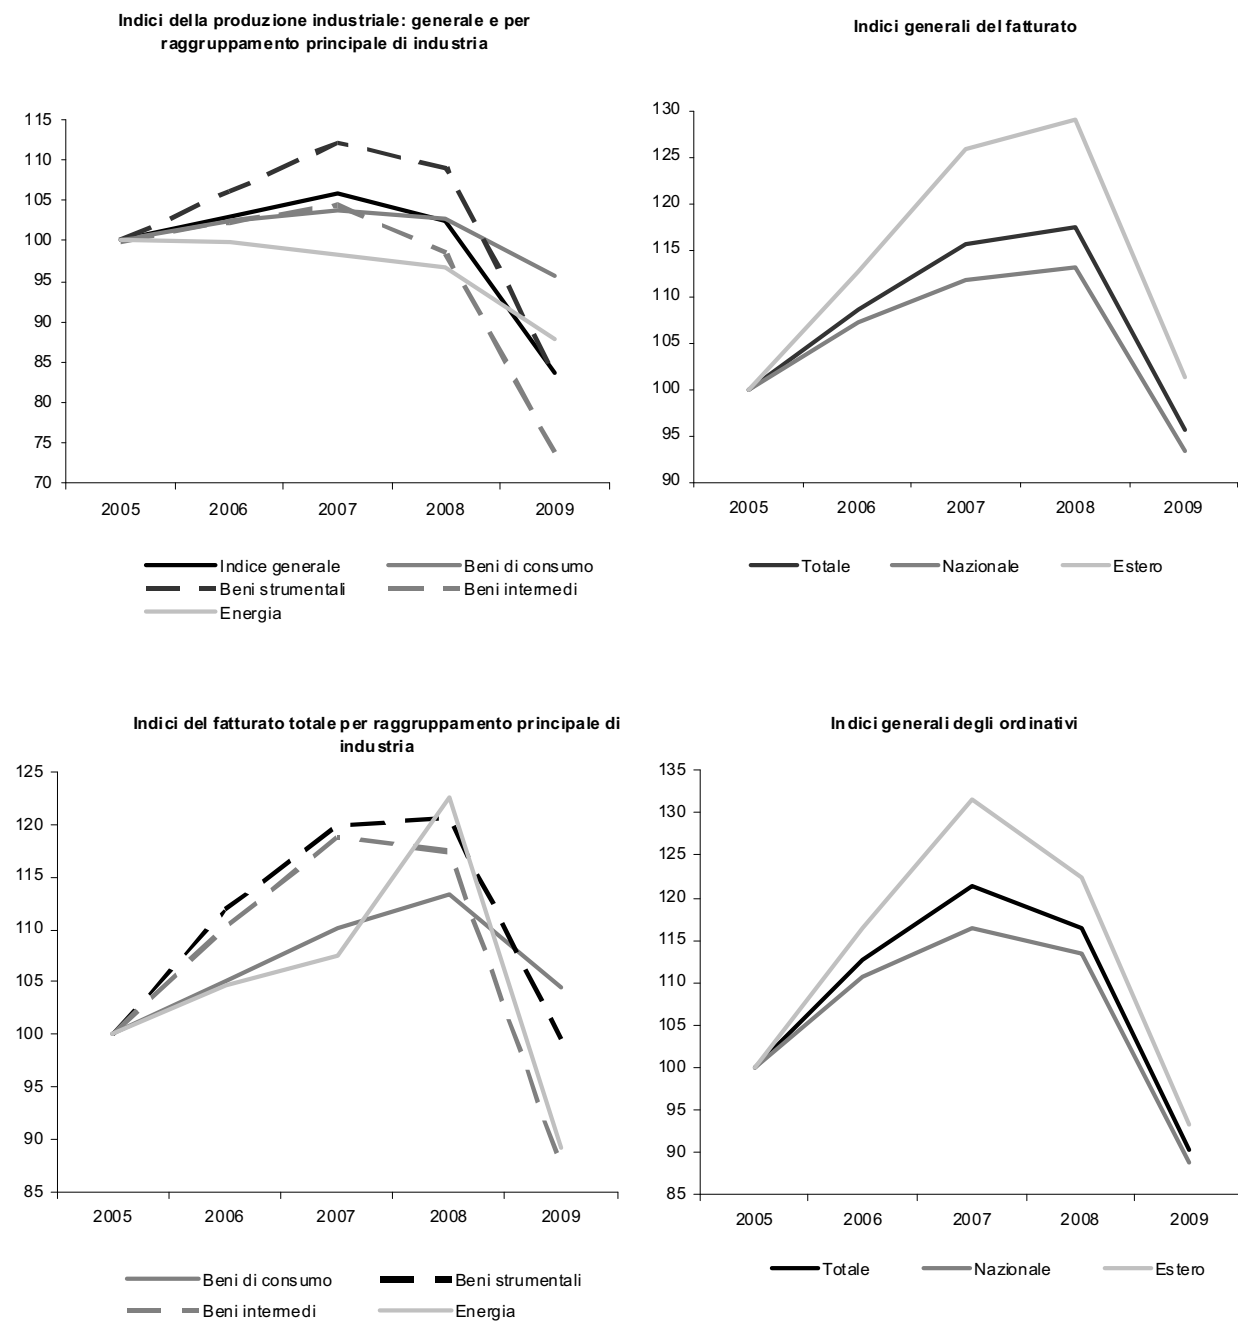 Indici della produzione industriale: generale e per
raggruppamento principale di industria
115
110
105
100
95
90
85
80
75
70
2005 2006 2007 2008 2009
Indice generale Beni di consumo
Beni strumentali Beni intermedi
Energia
Indici generali del fatturato
130
125
120
115
110
105
100
95
90
2005 2006 2007 2008 2009
Totale Nazionale Estero
Indici del fatturato totale per raggruppamento principale di
industria
125
120
115
110
105
100
95
90
85
2005 2006 2007 2008 2009
Beni di consumo Beni strumentali
Beni intermedi Energia
Indici generali degli ordinativi
135
130
125
120
115
110
105
100
95
90
85
2005 2006 2007 2008 2009
Totale Nazionale Estero